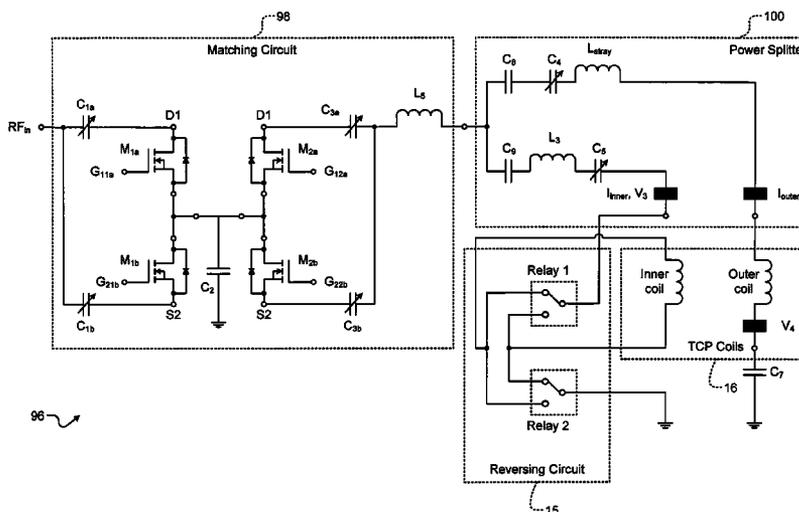 98
100
Matching Circuit
Power Splitter
C1a
D1
D1
C3a
L5
C8
C4
Lstray
RFin
M1a
M2a
G11a
G12a
C9
L3
C5
Iinner, V3
Iouter
M1b
M2b
G21b
G22b
C2
C1b
S2
S2
C3b
Relay 1
Inner
coil
Outer
coil
V4
TCP Coils
C7
16
96
Relay 2
Reversing Circuit
15